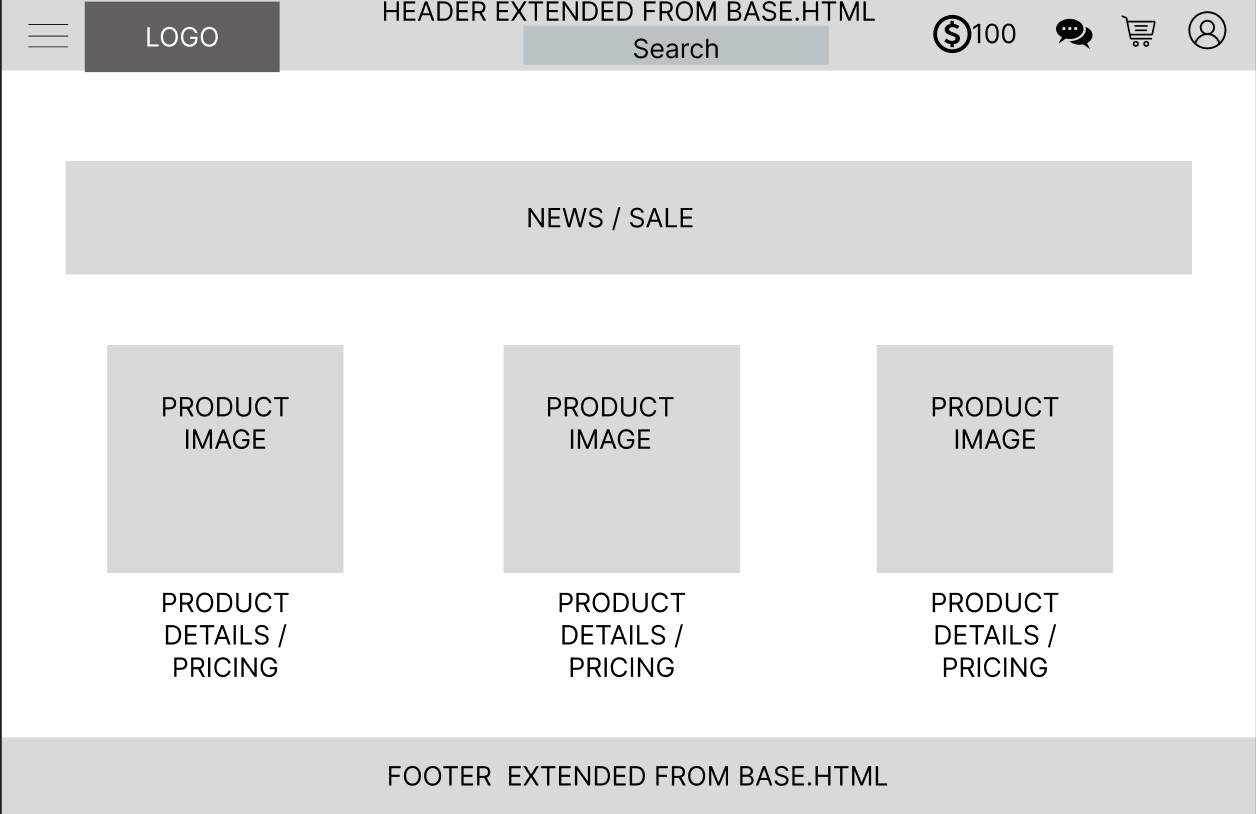 HEADER EXTENDED FROM BASE.HTML
LOGO
Search
100
NEWS / SALE
PRODUCT
IMAGE
PRODUCT
IMAGE
PRODUCT
IMAGE
PRODUCT
DETAILS /
PRICING
PRODUCT
DETAILS /
PRICING
PRODUCT
DETAILS /
PRICING
FOOTER  EXTENDED FROM BASE.HTML